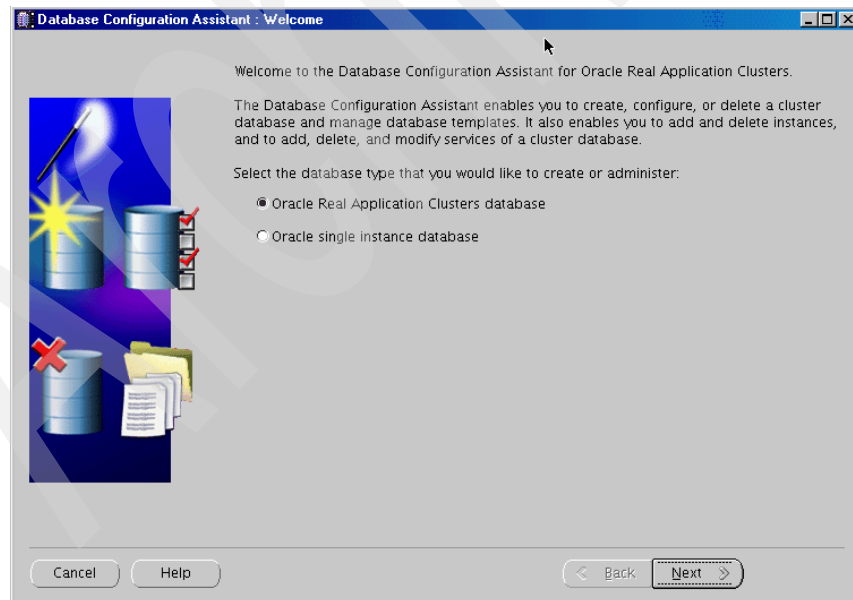 Database Configuration Assistant : Welcome
Welcome to the Database Configuration Assistant for Oracle Real Application Clusters.
The Database Configuration Assistant enables you to create, configure, or delete a cluster
database and manage database templates. It also enables you to add and delete instances,
and to add, delete, and modify services of a cluster database.
Select the database type that you would like to create or administer:
Oracle Real Application Clusters database
Oracle single instance database
Cancel
Help
Back
Next